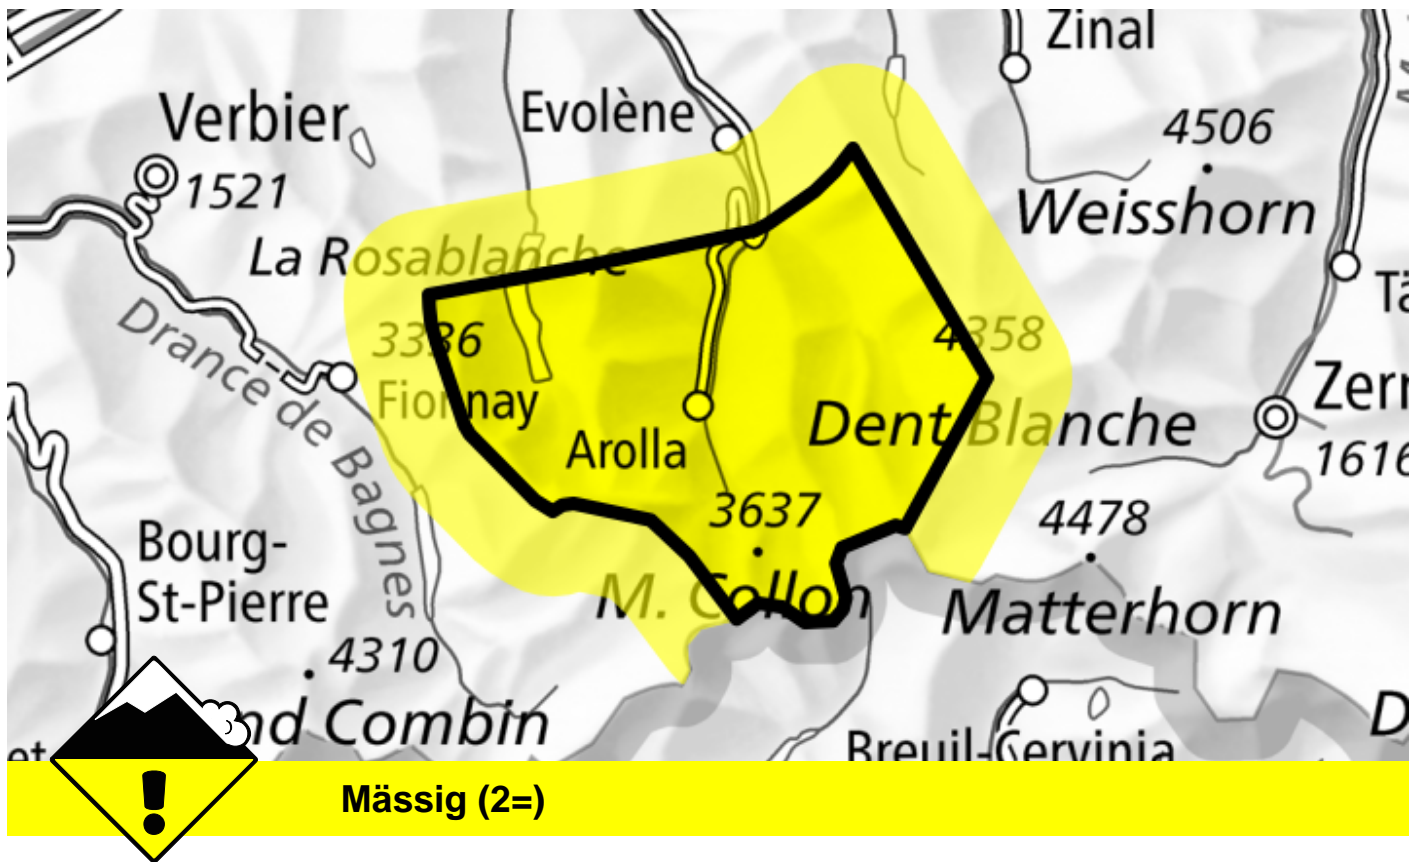 Zinal
Verbier
1521
Evolène
4506
Weisshorn
La Rosablanche
3336
Fionnay
4358
Dent Blanche
Arolla
Drance de Bagnes
1616
3637
M. Collon
4478
Matterhorn
Bourg-
St-Pierre
4310
nd Combin
Breuil-Cervinia
D
et
Mässig (2=)